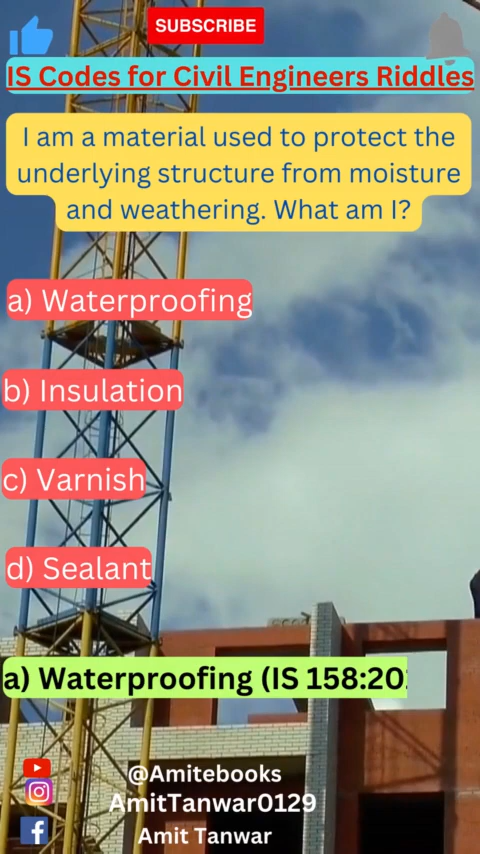 SUBSCRIBE
IS Codes for Civil Engineers Riddles
I am a material used to protect the
underlying structure from moisture
and weathering. What am I?
a) Waterproofing
b) Insulation
c) Varnish
d) Sealant
a) Waterproofing (IS 158:20
@Amitebooks
AmitTanwar0129
Amit Tanwar